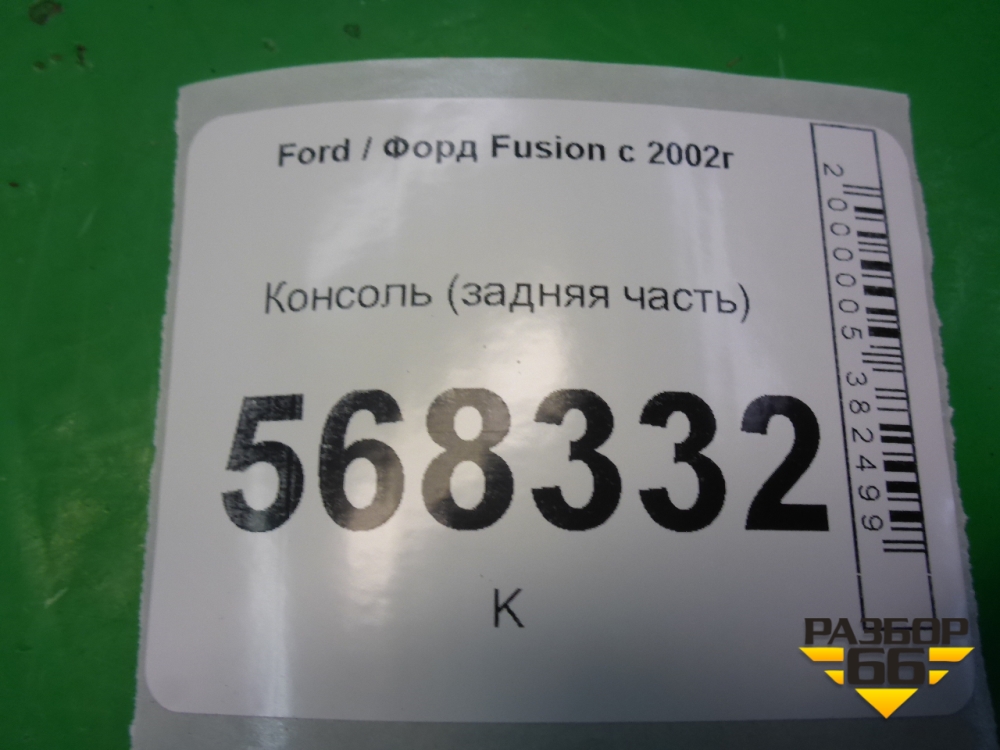 Ford / Форд Fusion с 2002г
Консоль (задняя часть)
568332
К
2000005382499
РАЗБОР
66